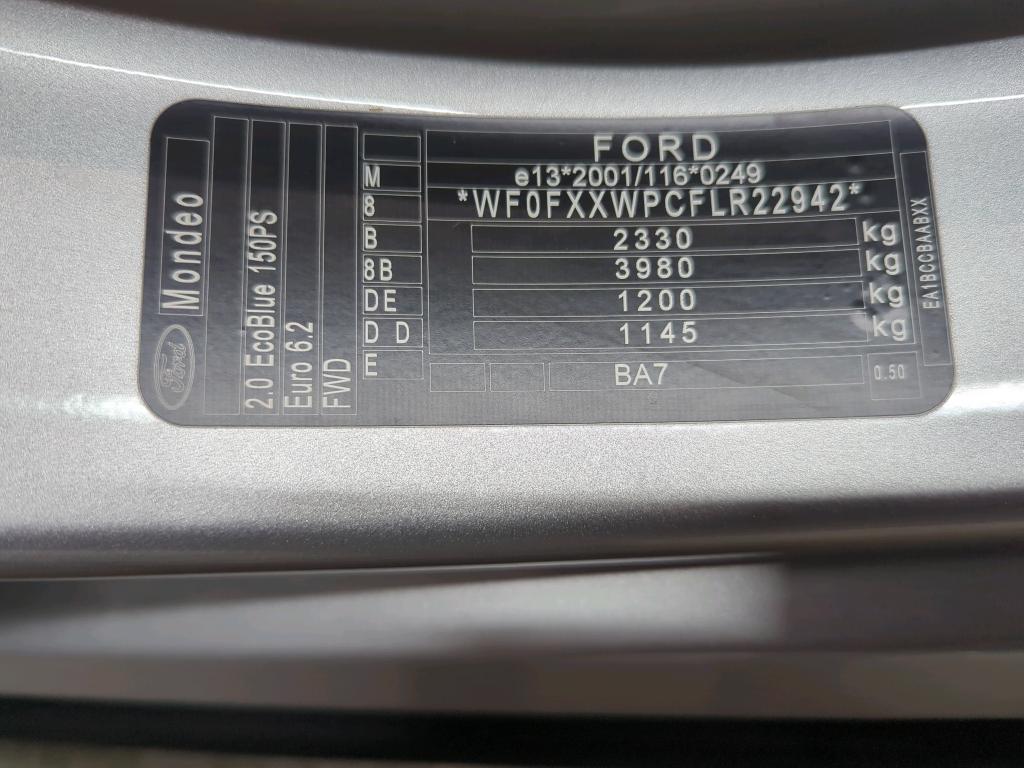 FORD
e13*2001/116*0249
*WF0FXXWPCFLR22942*
M
8
B 2330 kg
8B 3980 kg
DE 1200 kg
D D 1145 kg
E BA7 0.50
Ford
Mondeo
2.0 EcoBlue 150PS
Euro 6.2
FWD
EA1BCCBAABXX